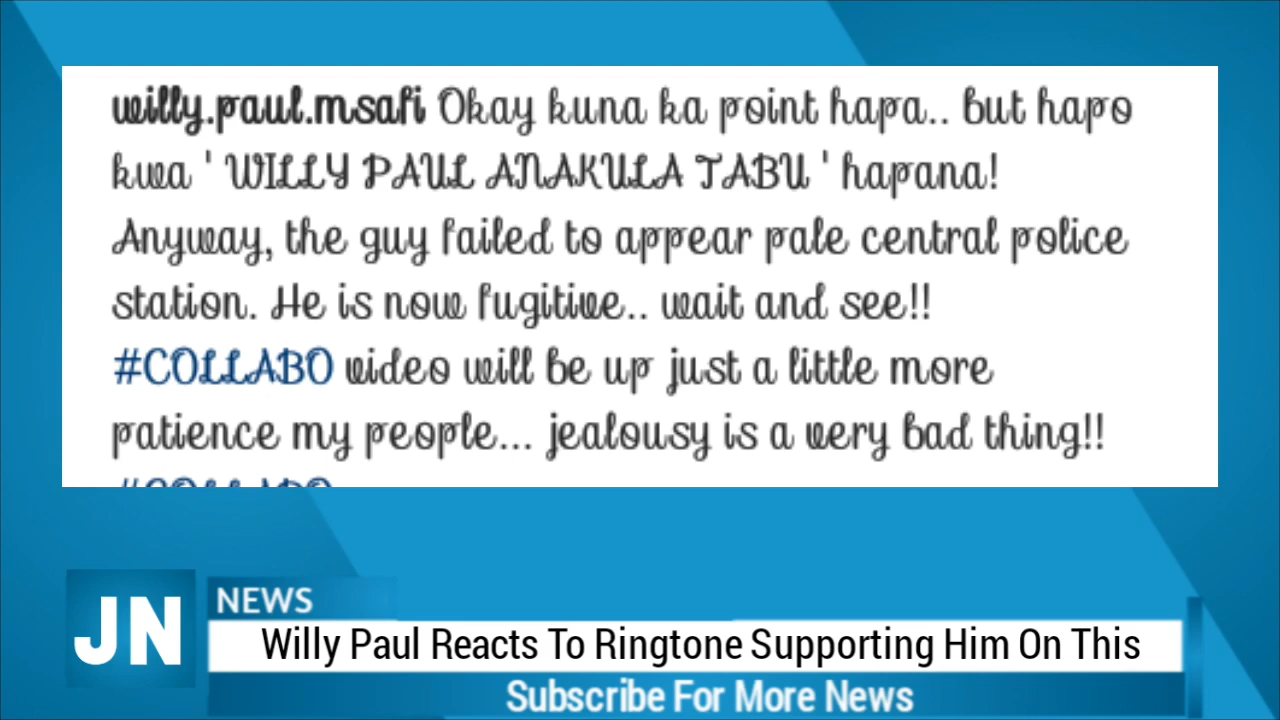 willy.paul.msafi Okay kuna ka point hapa.. But hapo
kwa ' WILLY PAUL ANAKULA TABU ' hapana!
Anyway, the guy failed to appear pale central police
station. He is now fugitive.. wait and see!!
#COLLABO video will be up just a little more
patience my people... jealousy is a very bad thing!!
#COLLABO
JN
NEWS
Willy Paul Reacts To Ringtone Supporting Him On This
Subscribe For More News